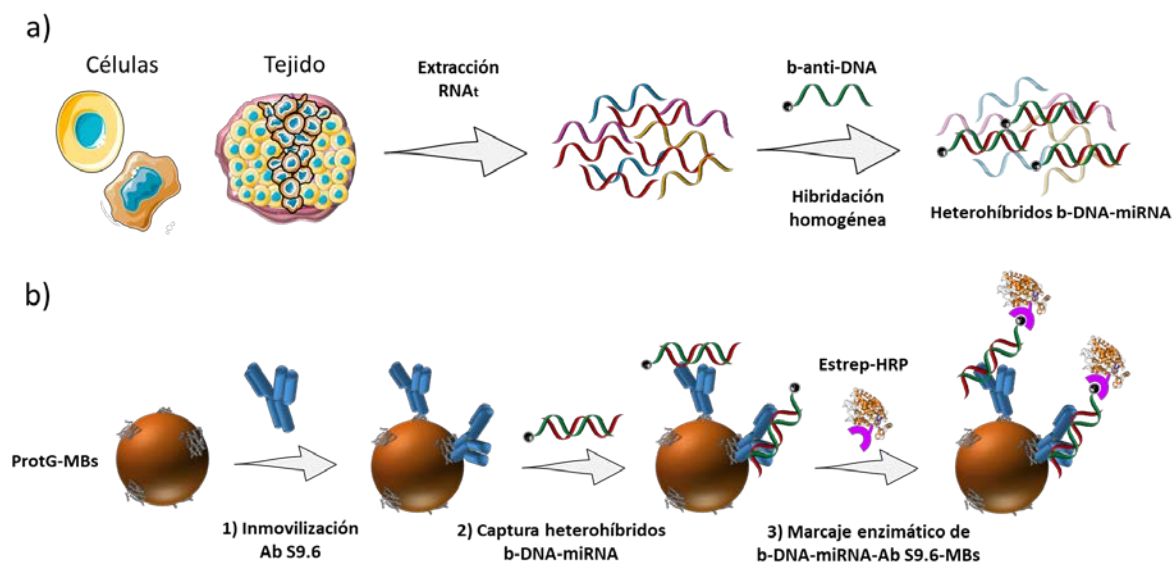 a)
Células
Tejido
Extracción
RNAt
b-anti-DNA
Hibridación
homogénea
Heterohíbridos b-DNA-miRNA
b)
ProtG-MBs
1) Inmovilización
Ab S9.6
2) Captura heterohíbridos
b-DNA-miRNA
Estrep-HRP
3) Marcaje enzimático de
b-DNA-miRNA-Ab S9.6-MBs